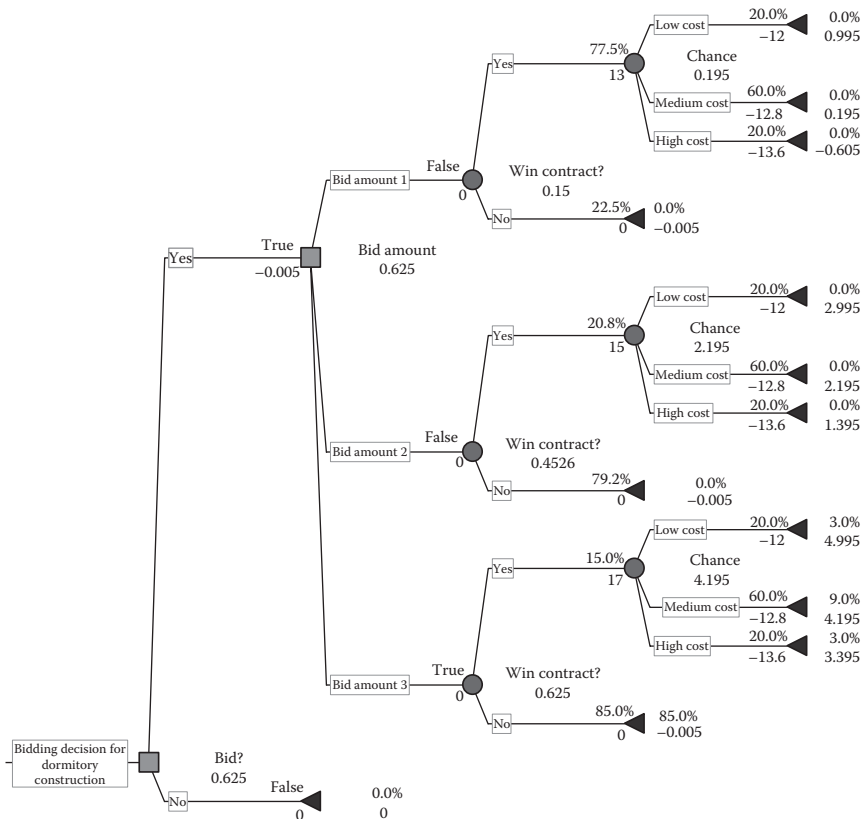 Low cost
20.0%
−12
0.0%
0.995
Yes
77.5%
13
Chance
0.195
Medium cost
60.0%
−12.8
0.0%
0.195
High cost
20.0%
−13.6
0.0%
−0.605
Bid amount 1
False
0
Win contract?
0.15
No
22.5%
0
0.0%
−0.005
Yes
True
−0.005
Bid amount
0.625
Low cost
20.0%
−12
0.0%
2.995
Yes
20.8%
15
Chance
2.195
Medium cost
60.0%
−12.8
0.0%
2.195
High cost
20.0%
−13.6
0.0%
1.395
Bid amount 2
False
0
Win contract?
0.4526
No
79.2%
0
0.0%
−0.005
Low cost
20.0%
−12
3.0%
4.995
Yes
15.0%
17
Chance
4.195
Medium cost
60.0%
−12.8
9.0%
4.195
High cost
20.0%
−13.6
3.0%
3.395
Bid amount 3
True
0
Win contract?
0.625
No
85.0%
0
85.0%
−0.005
Bidding decision for
dormitory
construction
Bid?
0.625
No
False
0
0.0%
0